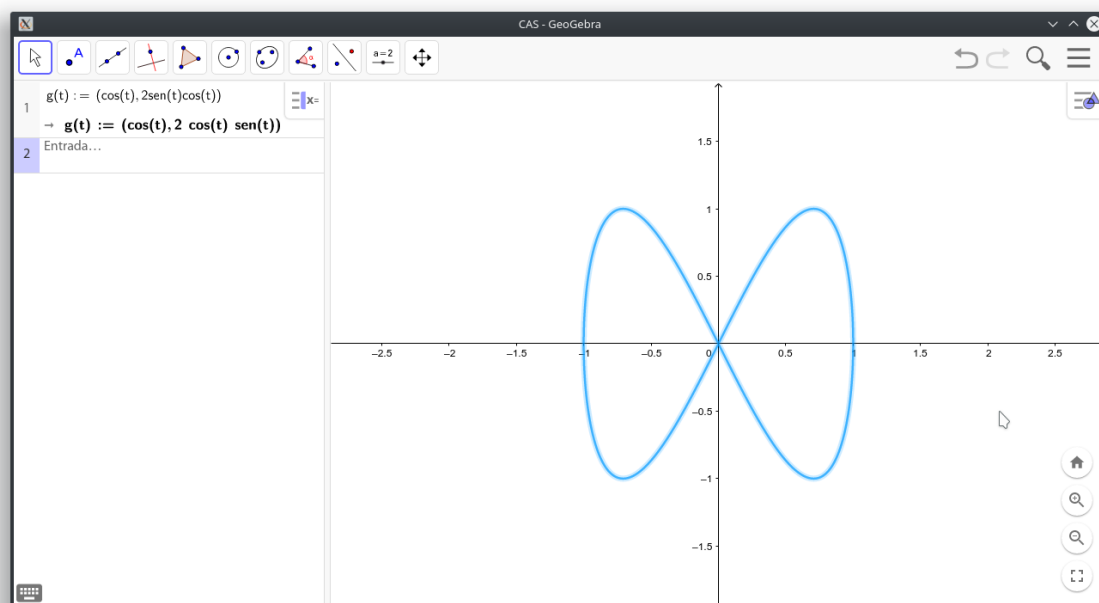 CAS - GeoGebra
A
a=2
1
g(t) := (cos(t), 2sen(t)cos(t))
x=
→ g(t) := (cos(t), 2 cos(t) sen(t))
2
Entrada…
1.5
1
0.5
−2.5
−2
−1.5
−1
−0.5
0
0.5
1
1.5
2
2.5
−0.5
−1
−1.5